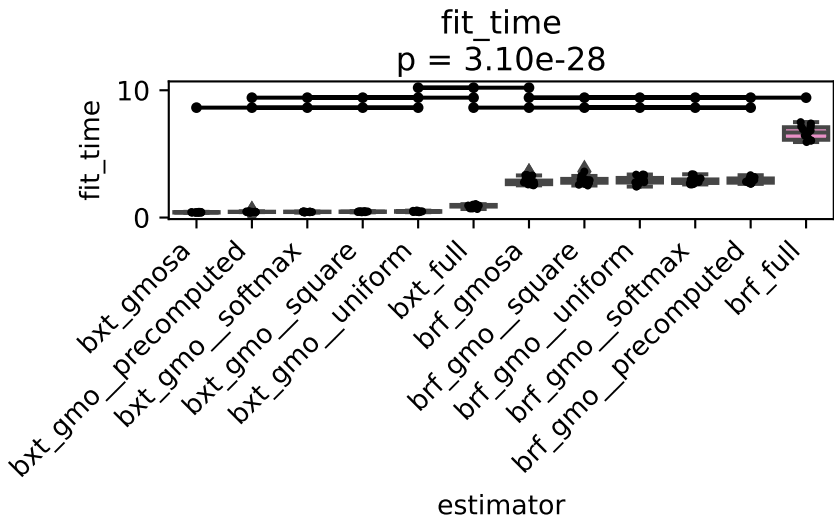 fit_time
p = 3.10e-28
fit_time
10
0
bxt_gmosa
bxt_gmo__precomputed
bxt_gmo__softmax
bxt_gmo__square
bxt_gmo__uniform
bxt_full
brf_gmosa
brf_gmo__square
brf_gmo__uniform
brf_gmo__softmax
brf_gmo__precomputed
brf_full
estimator